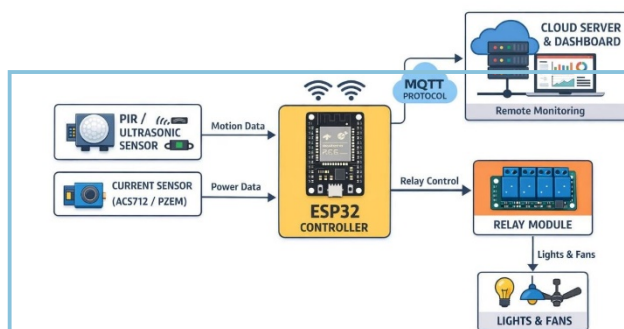 CLOUD SERVER
& DASHBOARD
MQTT
PROTOCOL
Remote Monitoring
PIR /
ULTRASONIC
SENSOR
Motion Data
CURRENT SENSOR
(ACS712 / PZEM)
Power Data
ESP32
CONTROLLER
Relay Control
RELAY MODULE
Lights & Fans
LIGHTS & FANS